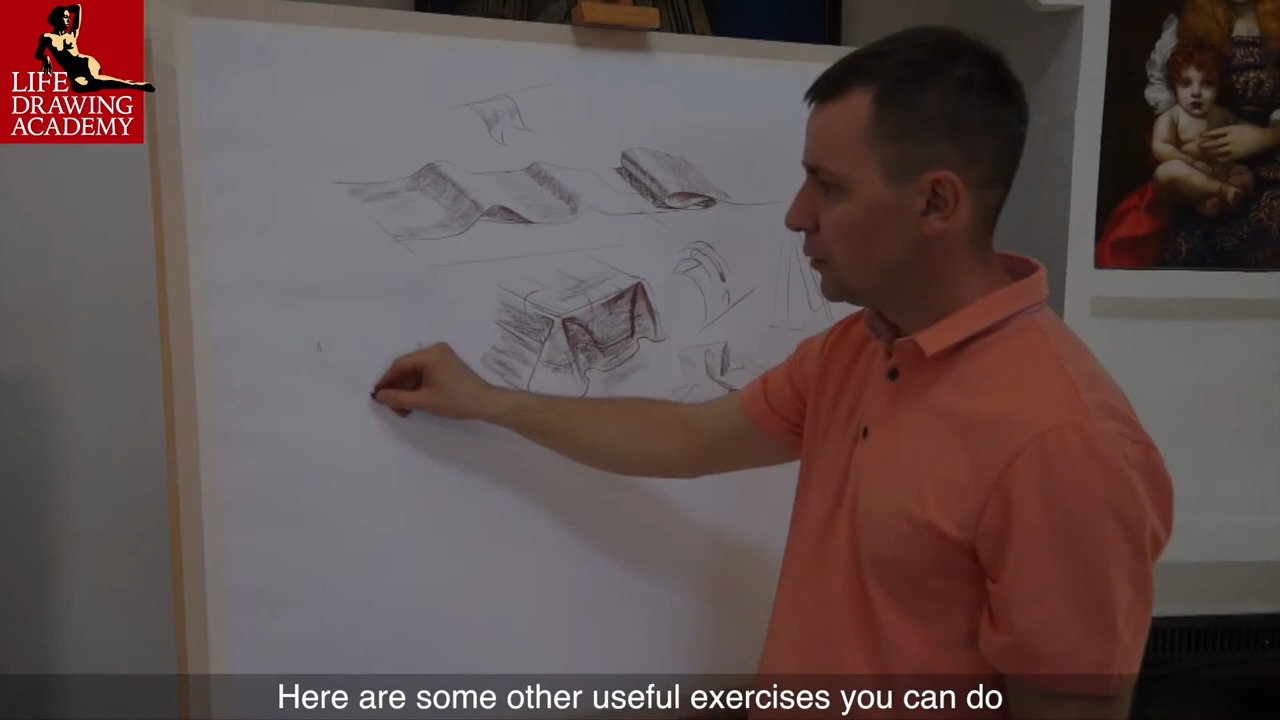 LIFE
DRAWING
ACADEMY
Here are some other useful exercises you can do